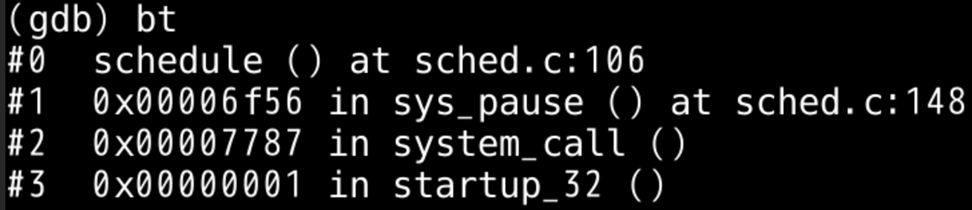 (gdb) bt
#0  schedule () at sched.c:106
#1  0x00006f56 in sys_pause () at sched.c:148
#2  0x00007787 in system_call ()
#3  0x00000001 in startup_32 ()